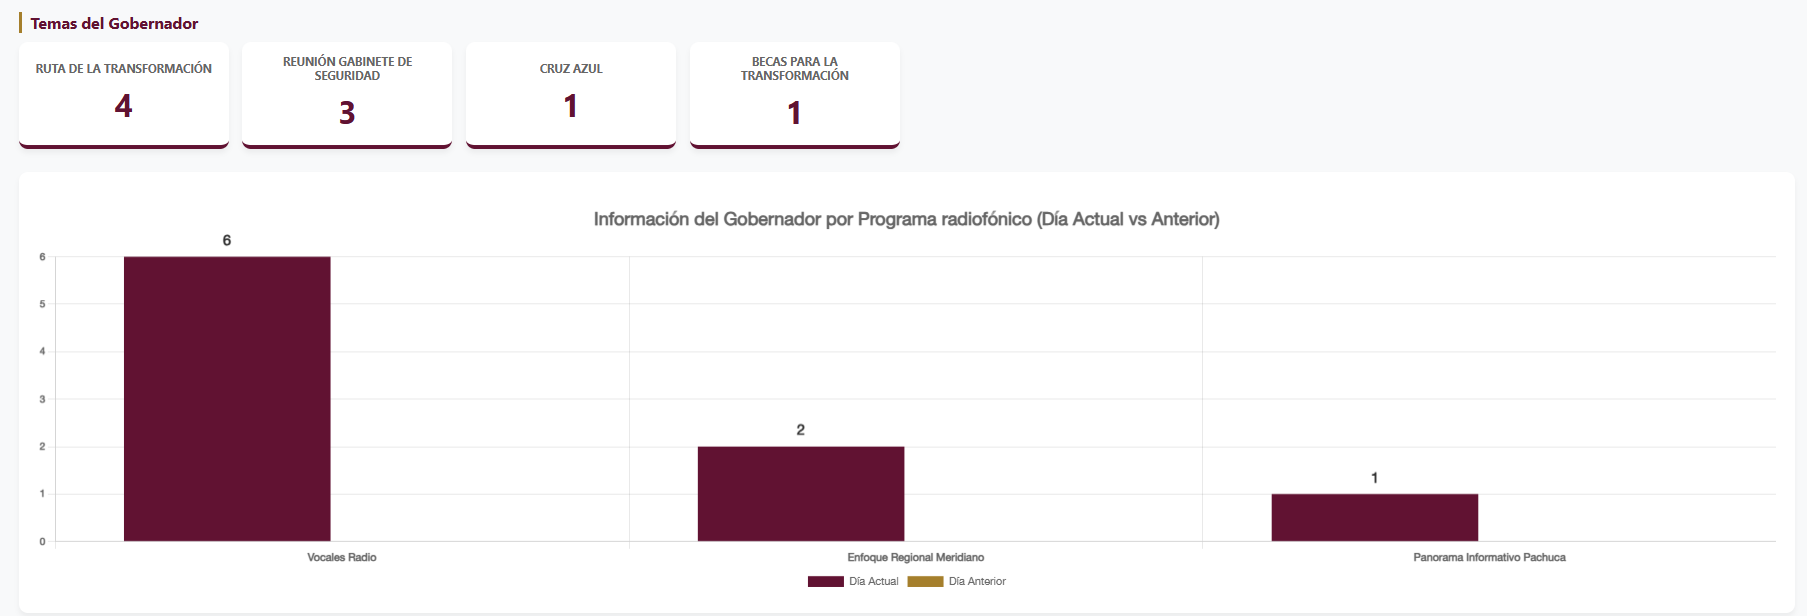 Temas del Gobernador
RUTA DE LA TRANSFORMACIÓN
4
REUNIÓN GABINETE DE
SEGURIDAD
3
CRUZ AZUL
1
BECAS PARA LA
TRANSFORMACIÓN
1
Información del Gobernador por Programa radiofónico (Día Actual vs Anterior)
6
5
4
3
2
1
0
6
2
1
Vocales Radio
Enfoque Regional Meridiano
Panorama Informativo Pachuca
Día Actual
Día Anterior